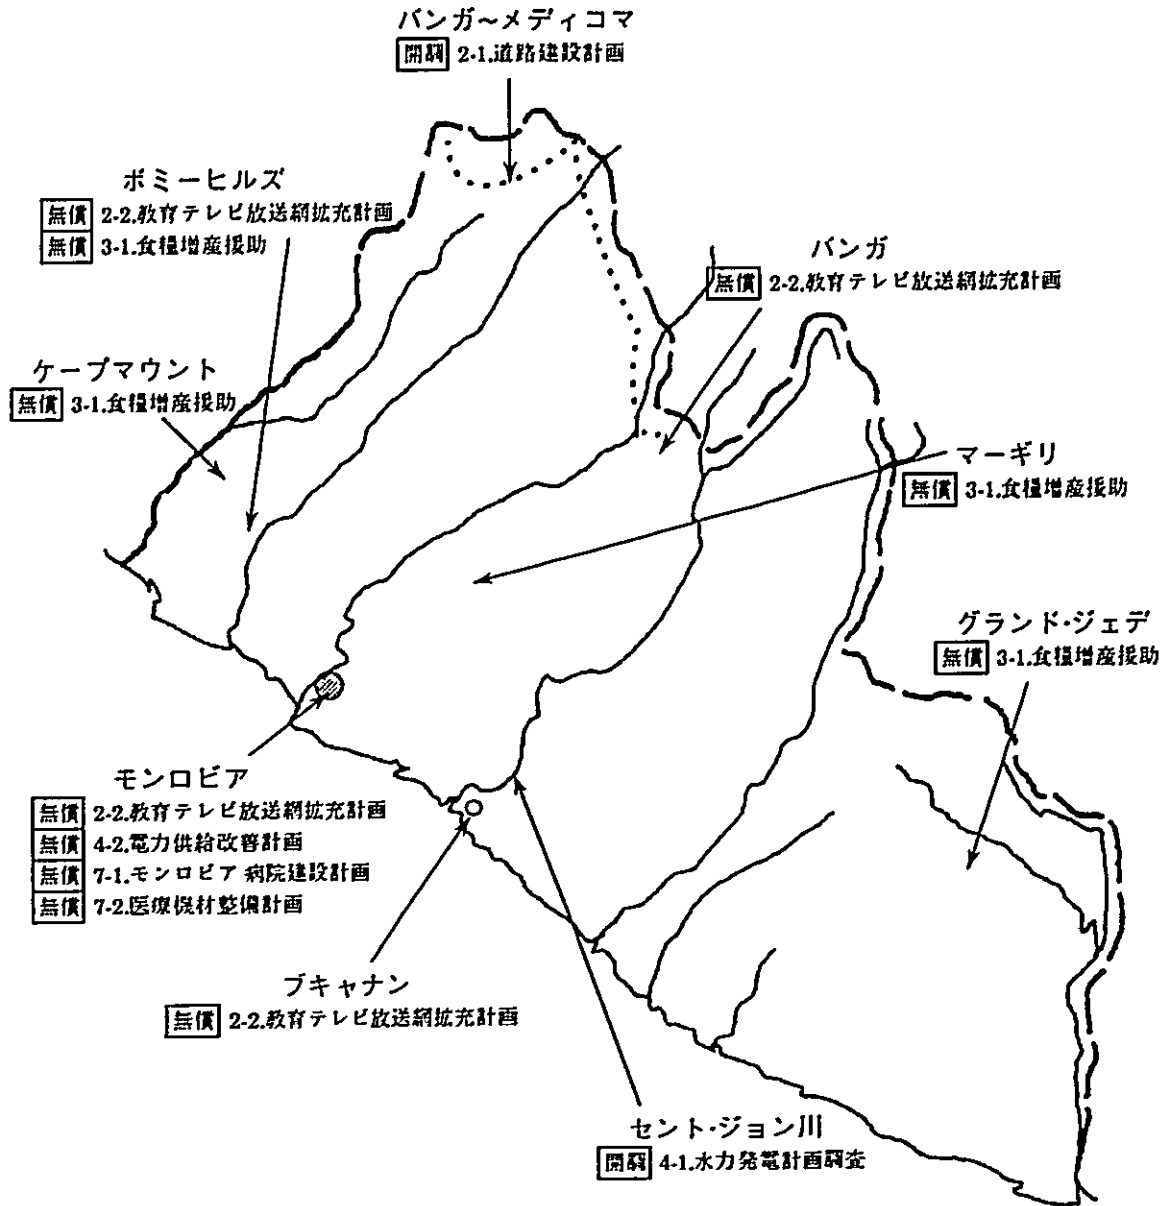 バンガ～メディコマ
開調 2-1.道路建設計画
ボミーヒルズ
無償 2-2.教育テレビ放送網拡充計画
無償 3-1.食糧増産援助
バンガ
無償 2-2.教育テレビ放送網拡充計画
ケープマウント
無償 3-1.食糧増産援助
マーギリ
無償 3-1.食糧増産援助
グランド・ジェデ
無償 3-1.食糧増産援助
モンロビア
無償 2-2.教育テレビ放送網拡充計画
無償 4-2.電力供給改善計画
無償 7-1.モンロビア病院建設計画
無償 7-2.医療機材整備計画
ブキャナン
無償 2-2.教育テレビ放送網拡充計画
セント・ジョン川
開調 4-1.水力発電計画調査